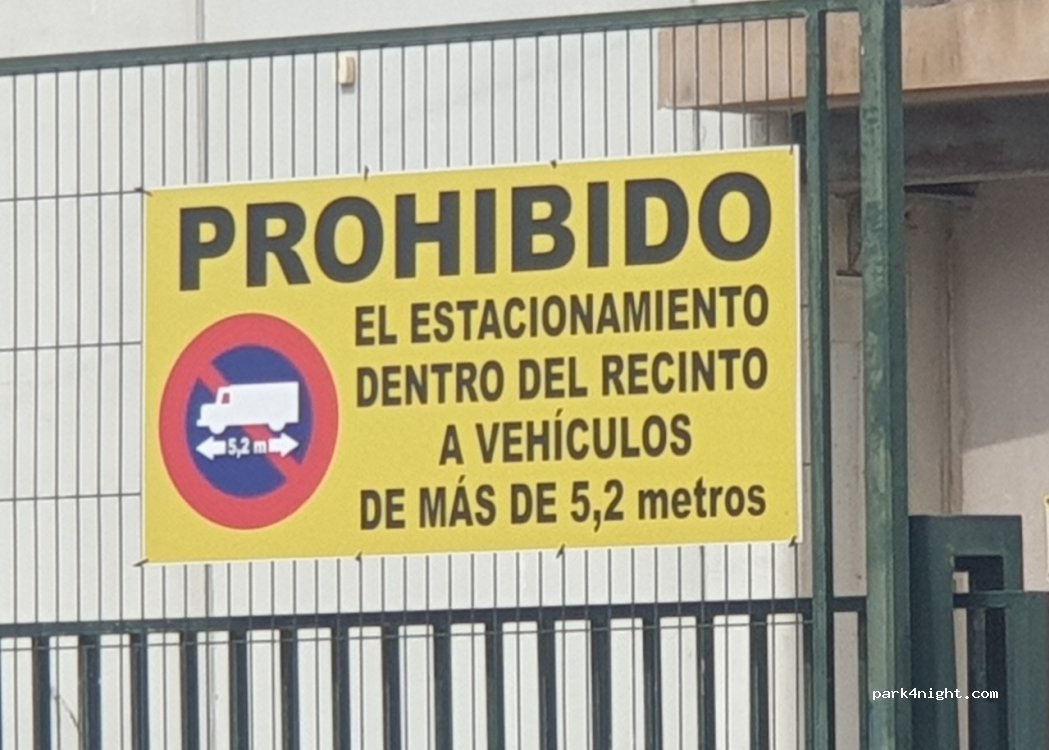 PROHIBIDO
EL ESTACIONAMIENTO
DENTRO DEL RECINTO
A VEHÍCULOS
DE MÁS DE 5,2 metros
5,2 m
park4night.com